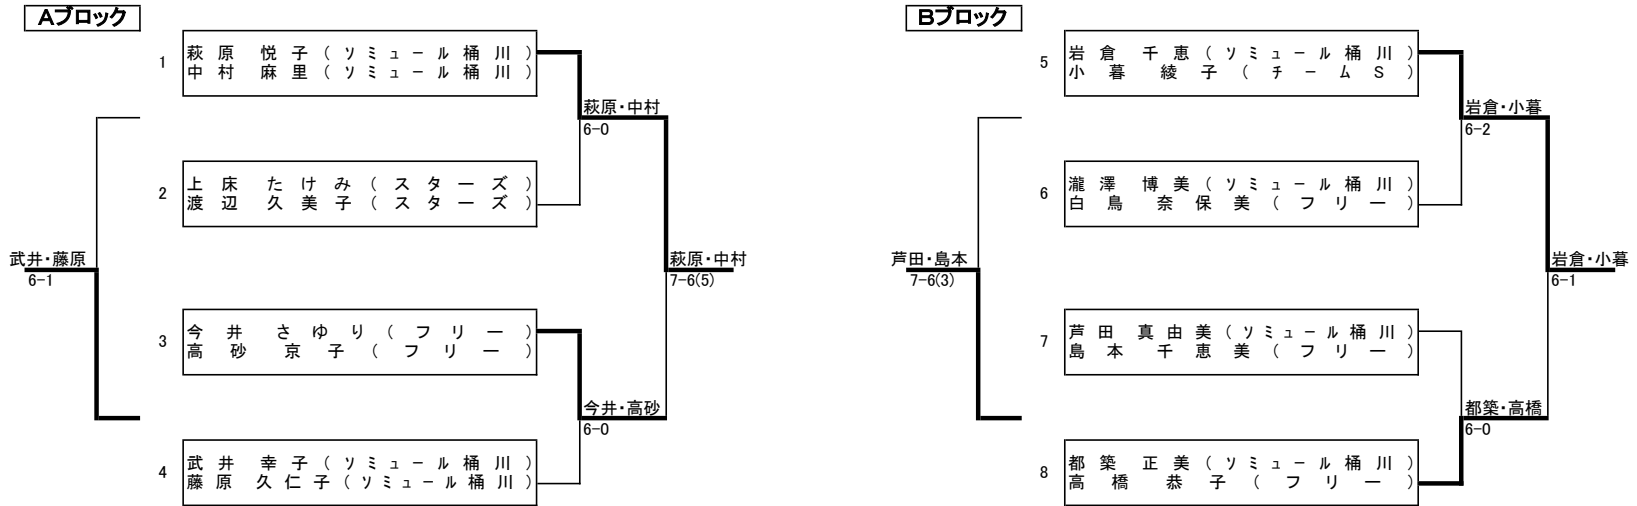 Aブロック
1
萩原 悦子(ソミュール桶川)
中村 麻里(ソミュール桶川)
萩原・中村
6-0
2
上床 たけみ(スターズ)
渡辺 久美子(スターズ)
武井・藤原
6-1
萩原・中村
7-6(5)
3
今井 さゆり(フリー)
高砂 京子(フリー)
今井・高砂
6-0
4
武井 幸子(ソミュール桶川)
藤原 久仁子(ソミュール桶川)
Bブロック
5
岩倉 千恵(ソミュール桶川)
小暮 綾子(チームS)
岩倉・小暮
6-2
6
瀧澤 博美(ソミュール桶川)
白鳥 奈保美(フリー)
芦田・島本
7-6(3)
岩倉・小暮
6-1
7
芦田 真由美(ソミュール桶川)
島本 千恵美(フリー)
都築・高橋
6-0
8
都築 正美(ソミュール桶川)
高橋 恭子(フリー)